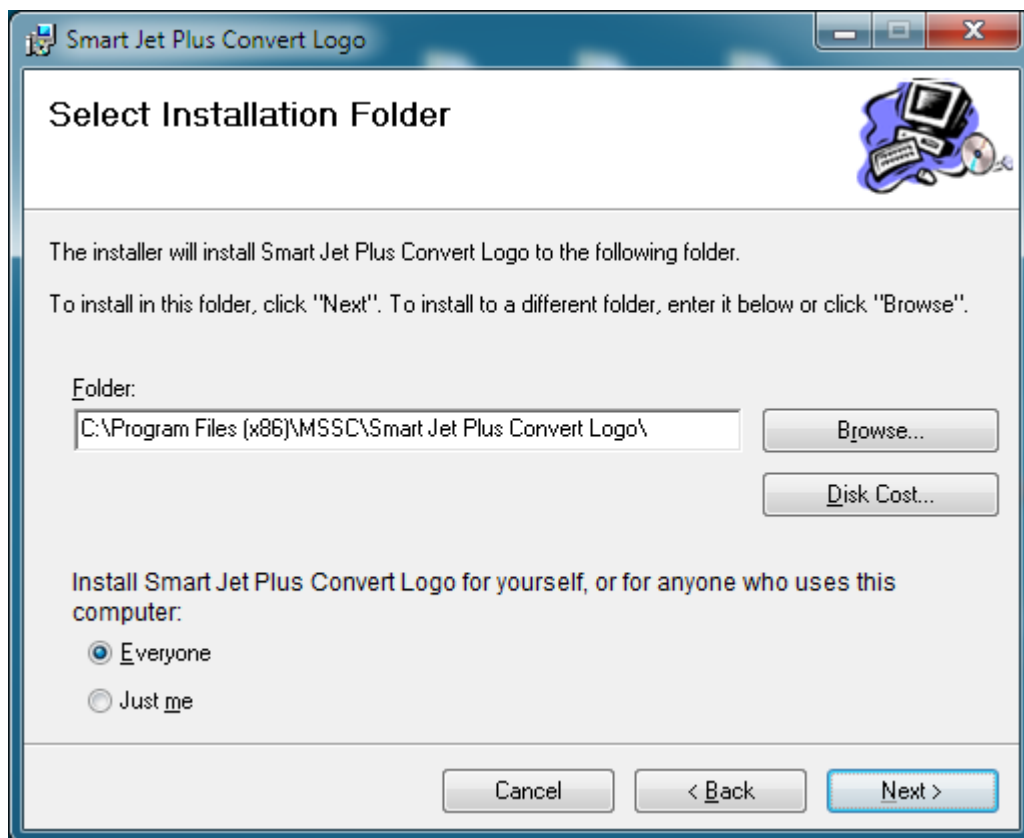 Smart Jet Plus Convert Logo
Select Installation Folder
The installer will install Smart Jet Plus Convert Logo to the following folder.
To install in this folder, click "Next". To install to a different folder, enter it below or click "Browse".
Folder:
C:\Program Files (x86)\MSSC\Smart Jet Plus Convert Logo\
Browse...
Disk Cost...
Install Smart Jet Plus Convert Logo for yourself, or for anyone who uses this
computer:
Everyone
Just me
Cancel
< Back
Next >